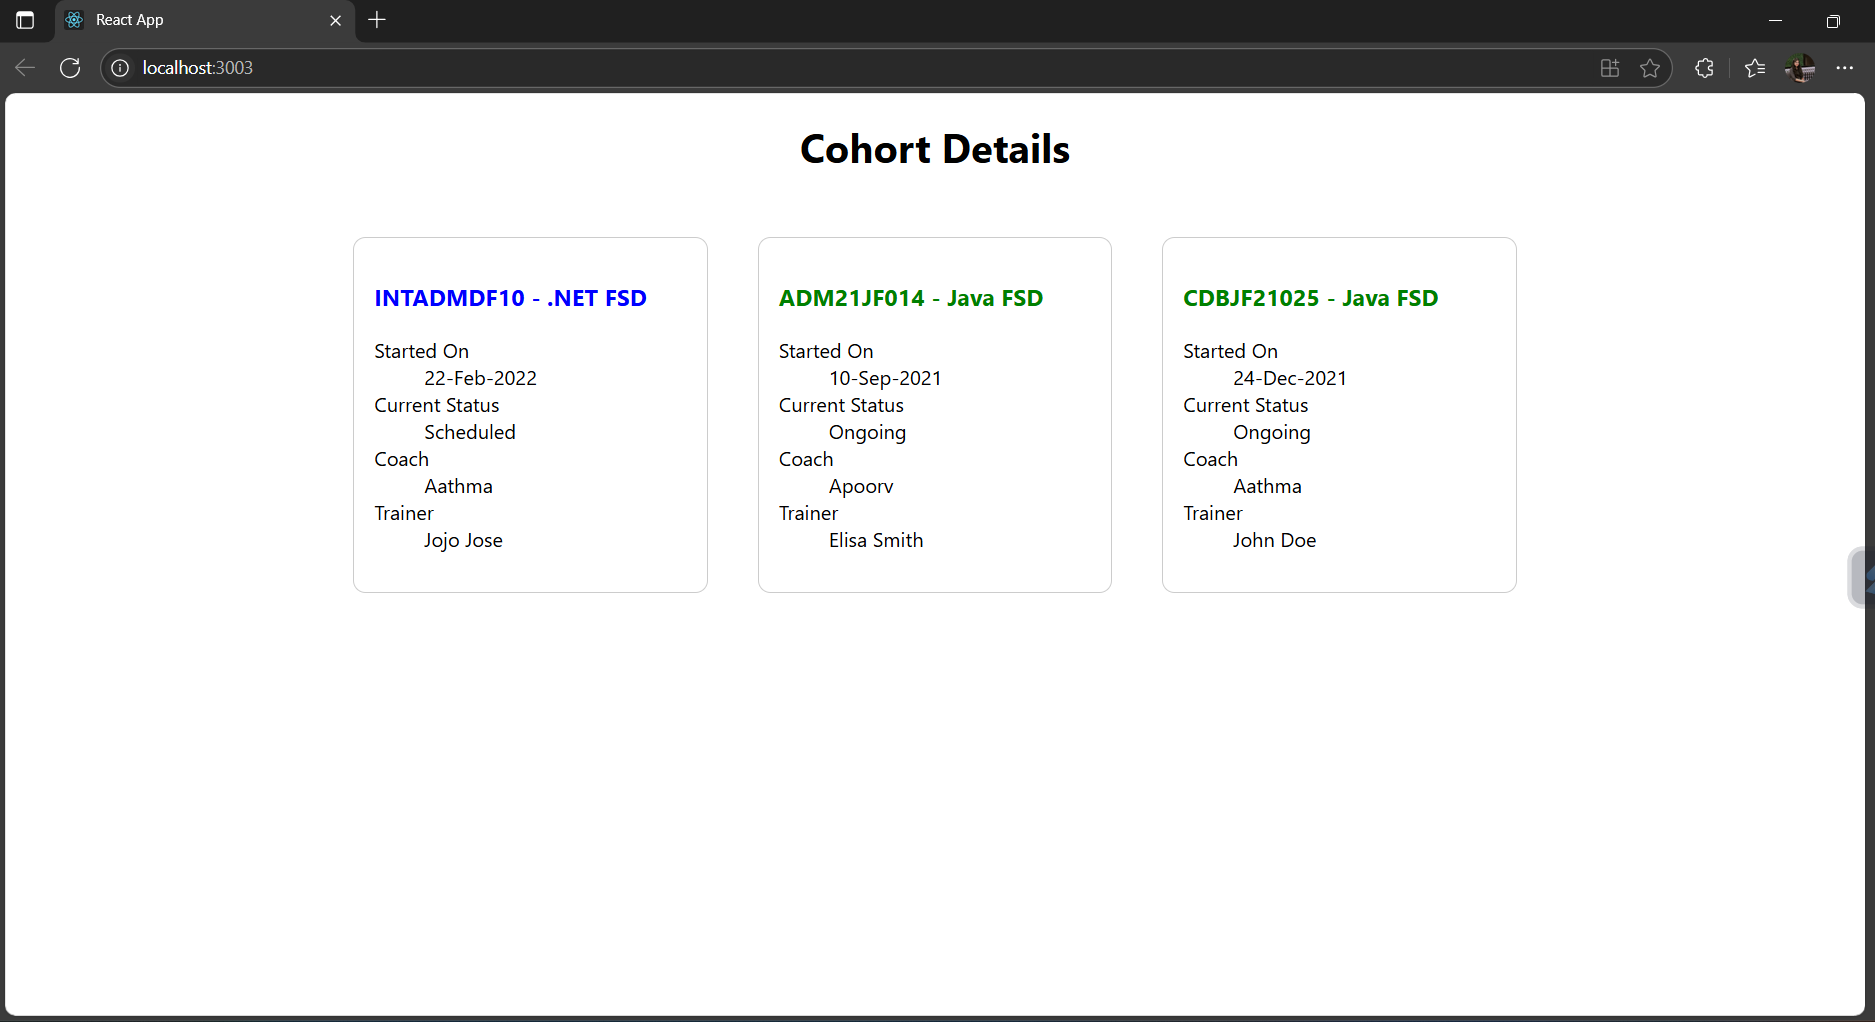 React App
localhost:3003
Cohort Details
INTADMDF10 - .NET FSD
Started On
22-Feb-2022
Current Status
Scheduled
Coach
Aathma
Trainer
Jojo Jose
ADM21JF014 - Java FSD
Started On
10-Sep-2021
Current Status
Ongoing
Coach
Apoorv
Trainer
Elisa Smith
CDBJF21025 - Java FSD
Started On
24-Dec-2021
Current Status
Ongoing
Coach
Aathma
Trainer
John Doe